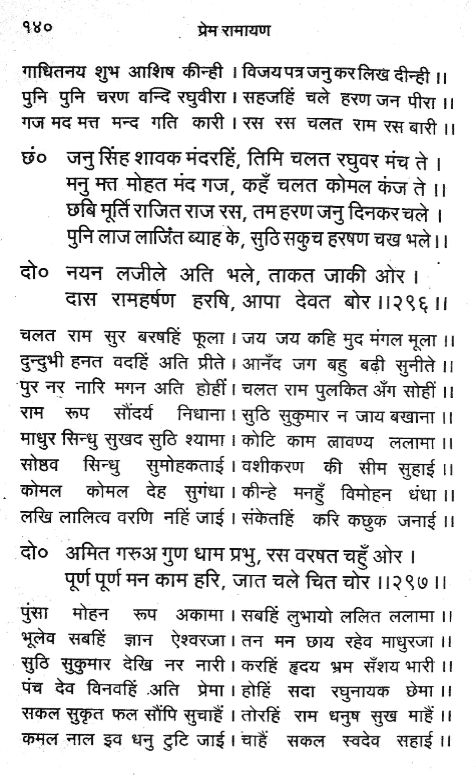 १४०
प्रेम रामायण
गाधितनय शुभ आशिष कीन्ही । विजयपत्र जनु कर लिख दीन्ही ।।
पुनि पुनि चरण वन्दि रघुवीरा । सहजहिं चले हरण जन पीरा ।।
गज मद मत्त मन्द गति कारी । रस रस चलत राम रस बारी ।।
छं० जनु सिंह शावक मंदरहिं, तिमि चलत रघुवर मंच ते ।
मनु मत्त मोहत मंद गज, कहँ चलत कोमल कंज ते ।।
छबि मूर्ति राजित राज रस, तम हरण जनु दिनकर चले ।
पुनि लाज लार्जित ब्याह के, सुठि सकुच हरषण चख भले ।।
दो० नयन लजीले अति भले, ताकत जाकी ओर ।
दास रामहर्षण हरषि, आपा देवत बोर ।।२९६।।
चलत राम सुर बरषहिं फूला । जय जय कहि मुद मंगल मूला ।।
दुन्दुभी हनत वदहिं अति प्रीते । आनँद जग बहु बढ़ी सुनीते ।।
पुर नर नारि मगन अति होहीं । चलत राम पुलकित अँग सोहीं ।।
राम रूप सौंदर्य निधाना । सुठि सुकुमार न जाय बखाना ।।
माधुर सिन्धु सुखद सुठि श्यामा । कोटि काम लावण्य ललामा ।।
सोष्ठव सिन्धु सुमोहकताई । वशीकरण की सीम सुहाई ।।
कोमल कोमल देह सुगंधा । कीन्हे मनहुँ विमोहन धंधा ।।
लखि लालित्व वरणि नहिं जाई । संकेतहिं करि कछुक जनाई ।।
दो० अमित गरुअ गुण धाम प्रभु, रस वरषत चहुँ ओर ।
पूर्ण पूर्ण मन काम हरि, जात चले चित चोर ।।२९७।।
पुंसा मोहन रूप अकामा । सबहिं लुभायो ललित ललामा ।।
भूलेव सबहिं ज्ञान ऐश्वरजा । तन मन छाय रहेव माधुरजा ।।
सुठि सुकुमार देखि नर नारी । करहिं हृदय भ्रम सँशय भारी ।।
पंच देव विनवहिं अति प्रेमा । होहिं सदा रघुनायक छेमा ।।
सकल सुकृत फल सौंपि सुचाहैं । तोरहिं राम धनुष सुख माहैं ।।
कमल नाल इव धनु टुटि जाई । चाहैं सकल स्वदेव सहाई ।।